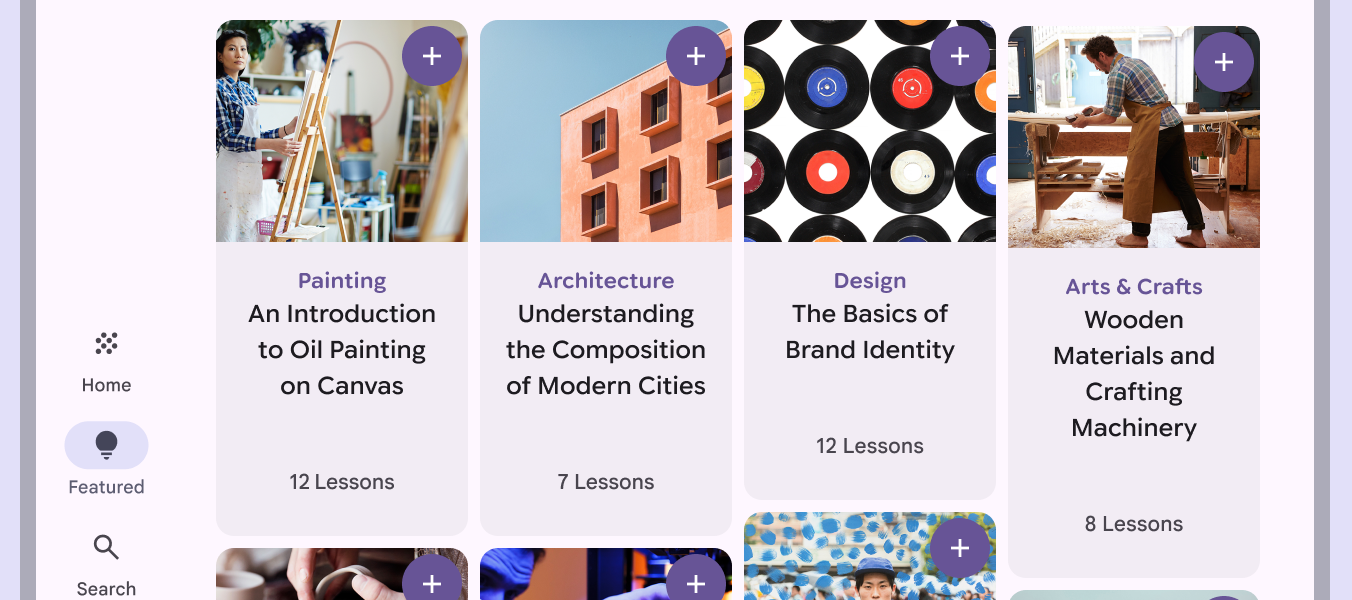 Painting
An Introduction
to Oil Painting
on Canvas
12 Lessons
Architecture
Understanding
the Composition
of Modern Cities
7 Lessons
Design
The Basics of
Brand Identity
12 Lessons
Arts & Crafts
Wooden
Materials and
Crafting
Machinery
8 Lessons
Home
Featured
Search